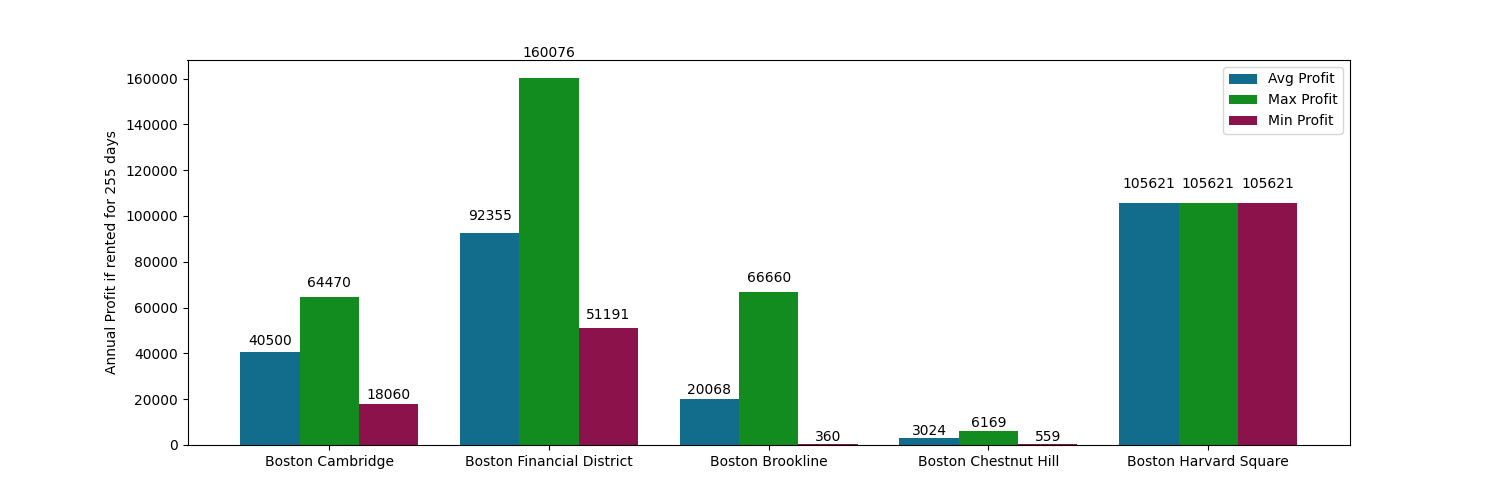 160076
Avg Profit
Max Profit
Min Profit
Annual Profit if rented for 255 days
160000
140000
120000
100000
80000
60000
40000
20000
0
40500
64470
18060
92355
51191
20068
66660
360
3024
6169
559
105621 105621 105621
Boston Cambridge
Boston Financial District
Boston Brookline
Boston Chestnut Hill
Boston Harvard Square